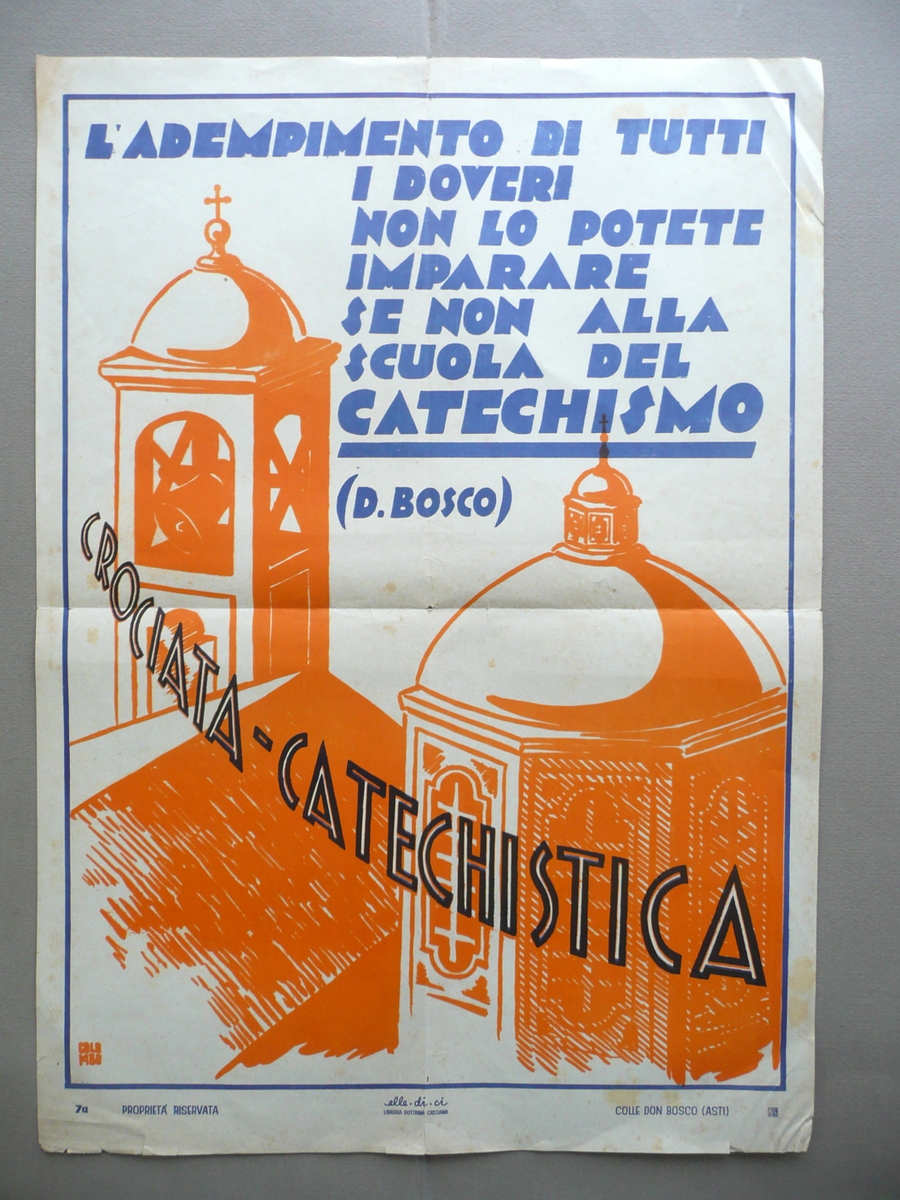 L'ADEMPIMENTO DI TUTTI
I DOVERI
NON LO POTETE
IMPARARE
SE NON ALLA
SCUOLA DEL
CATECHISMO
(D. BOSCO)
CROCIATA-CATECHISTICA
7a PROPRIETÀ RISERVATA
elle·di·ci
LIBRERIA DOTTRINA CRISTIANA
COLLE DON BOSCO (ASTI)